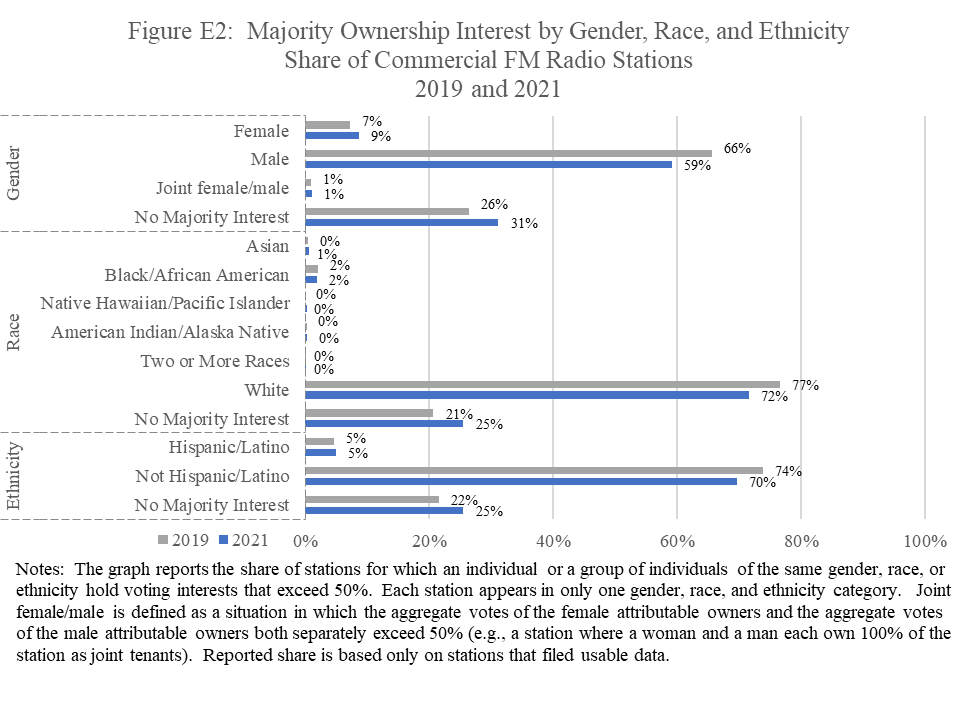 Figure E2:  Majority Ownership Interest by Gender, Race, and Ethnicity
Share of Commercial FM Radio Stations
2019 and 2021
Gender
Female
7%
9%
Male
66%
59%
Joint female/male
1%
1%
No Majority Interest
26%
31%
Race
Asian
0%
1%
Black/African American
2%
2%
Native Hawaiian/Pacific Islander
0%
0%
American Indian/Alaska Native
0%
0%
Two or More Races
0%
0%
White
77%
72%
No Majority Interest
21%
25%
Ethnicity
Hispanic/Latino
5%
5%
Not Hispanic/Latino
74%
70%
No Majority Interest
22%
25%
2019 2021
0% 20% 40% 60% 80% 100%
Notes:  The graph reports the share of stations for which an individual or a group of individuals of the same gender, race, or
ethnicity hold voting interests that exceed 50%.  Each station appears in only one gender, race, and ethnicity category.  Joint
female/male is defined as a situation in which the aggregate votes of the female attributable owners and the aggregate votes
of the male attributable owners both separately exceed 50% (e.g., a station where a woman and a man each own 100% of the
station as joint tenants).  Reported share is based only on stations that filed usable data.